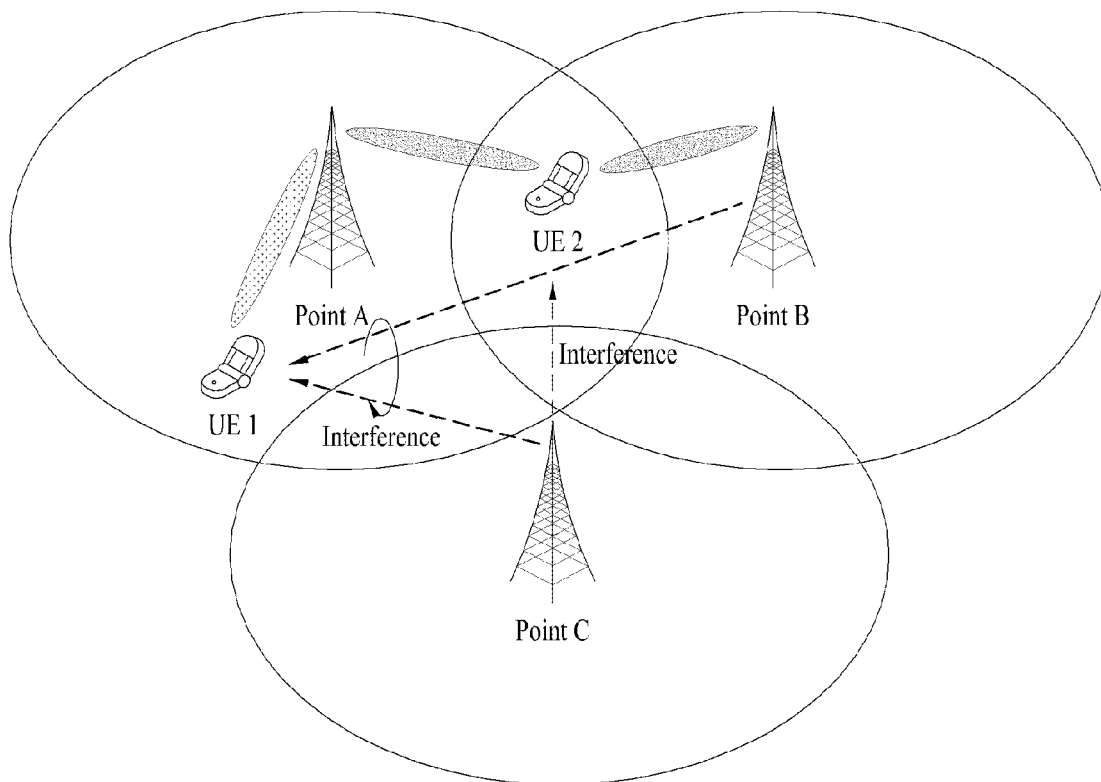 UE 2
Point A
Point B
Interference
UE 1
Interference
Point C